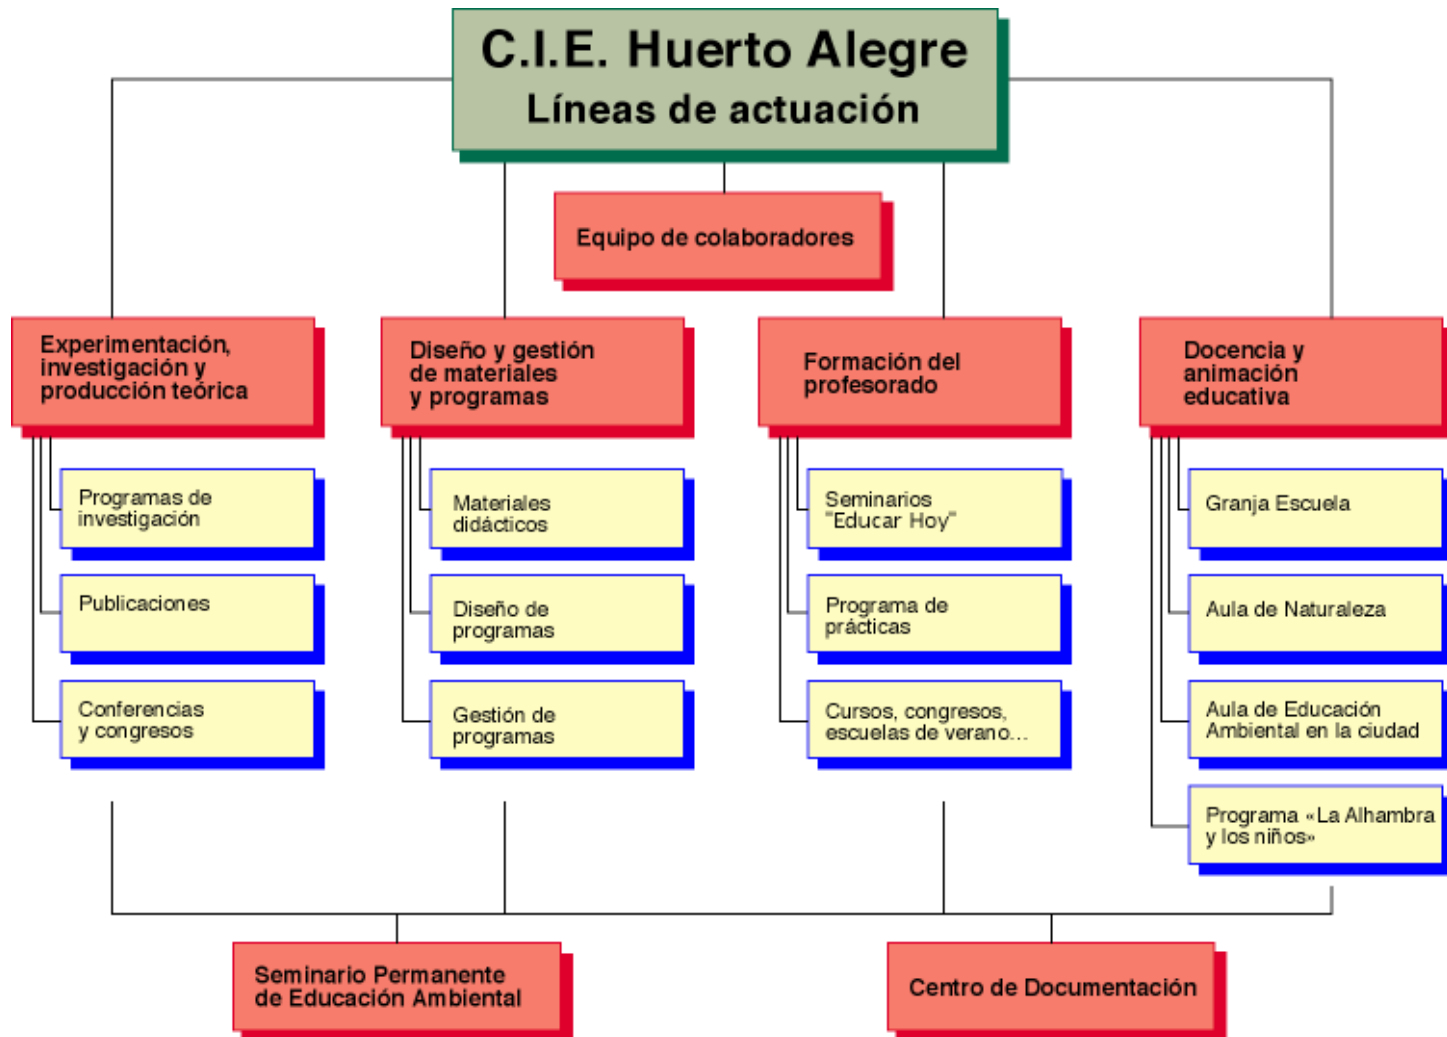 C.I.E. Huerto Alegre
Líneas de actuación
Equipo de colaboradores
Experimentación,
investigación y
producción teórica
Programas de
investigación
Publicaciones
Conferencias
y congresos
Diseño y gestión
de materiales
y programas
Materiales
didácticos
Diseño de
programas
Gestión de
programas
Formación del
profesorado
Seminarios
"Educar Hoy"
Programa de
prácticas
Cursos, congresos,
escuelas de verano...
Docencia y
animación
educativa
Granja Escuela
Aula de Naturaleza
Aula de Educación
Ambiental en la ciudad
Programa «La Alhambra
y los niños»
Seminario Permanente
de Educación Ambiental
Centro de Documentación